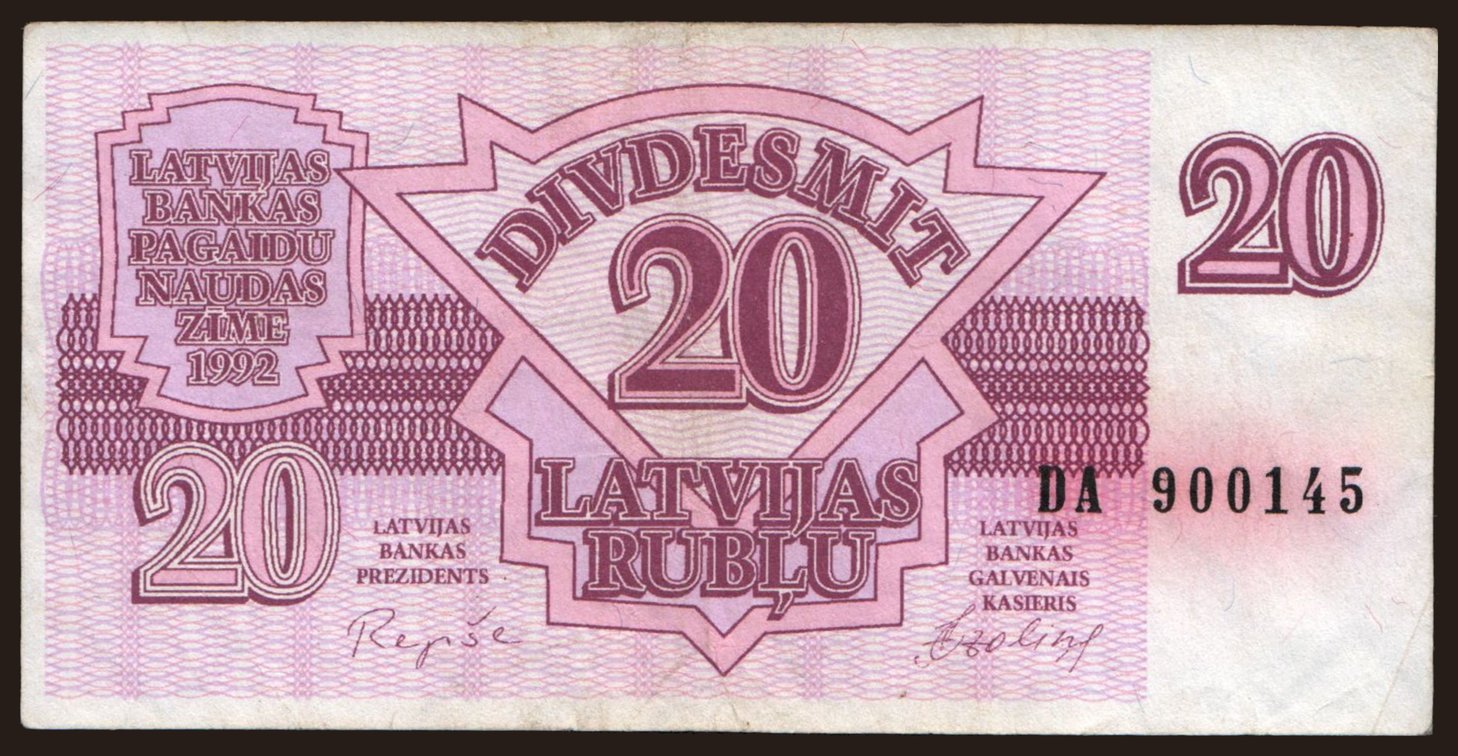 LATVIJAS
BANKAS
PAGAIDU
NAUDAS
ZĪME
1992
DIVDESMIT
20
LATVIJAS
RUBĻU
20
20
DA 900145
LATVIJAS
BANKAS
PREZIDENTS
Repše
LATVIJAS
BANKAS
GALVENAIS
KASIERIS